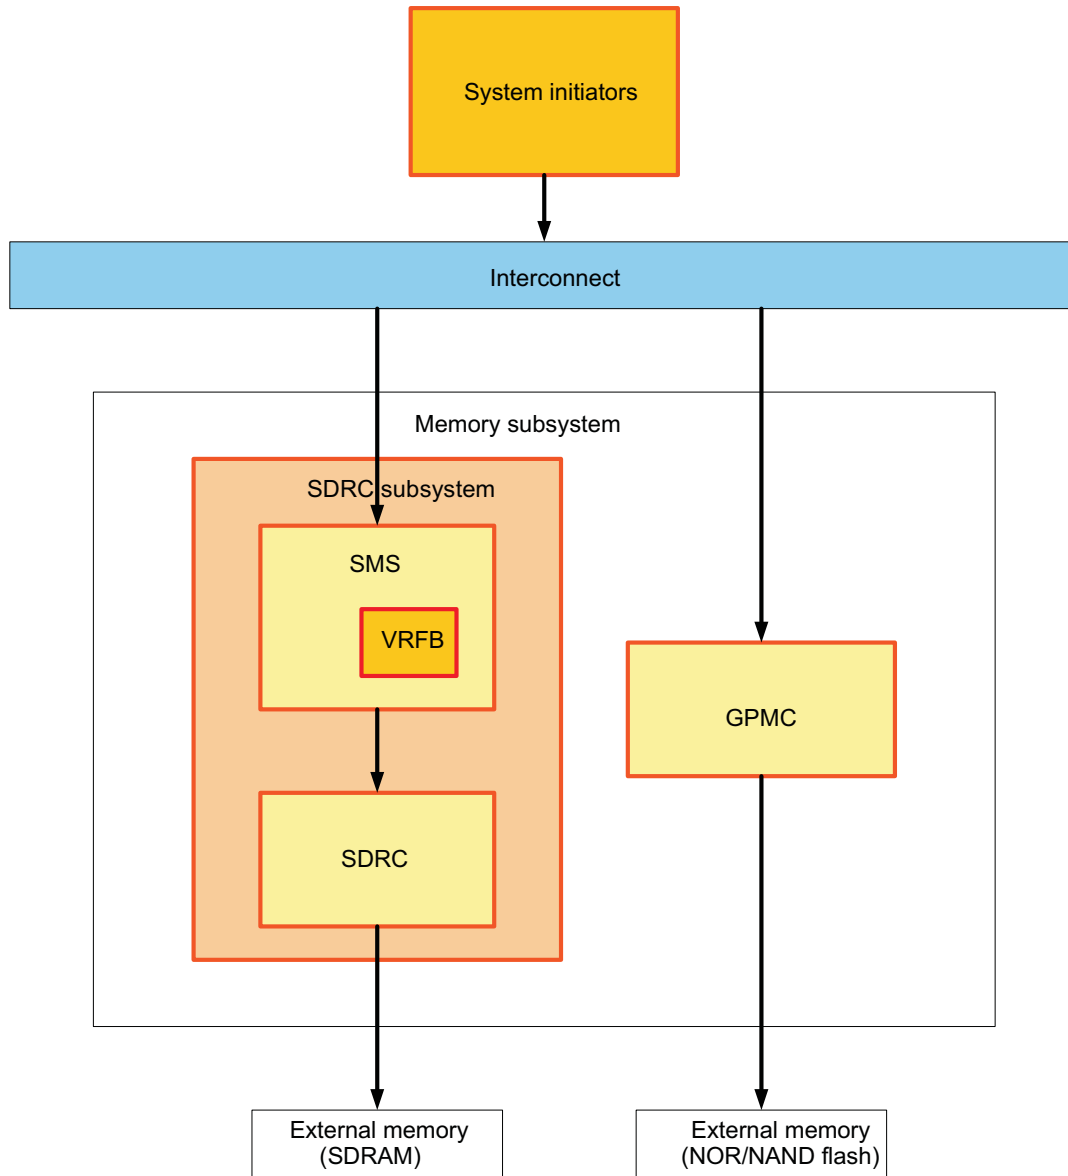 System initiators
Interconnect
Memory subsystem
SDRC subsystem
SMS
VRFB
GPMC
SDRC
External memory
(SDRAM)
External memory
(NOR/NAND flash)